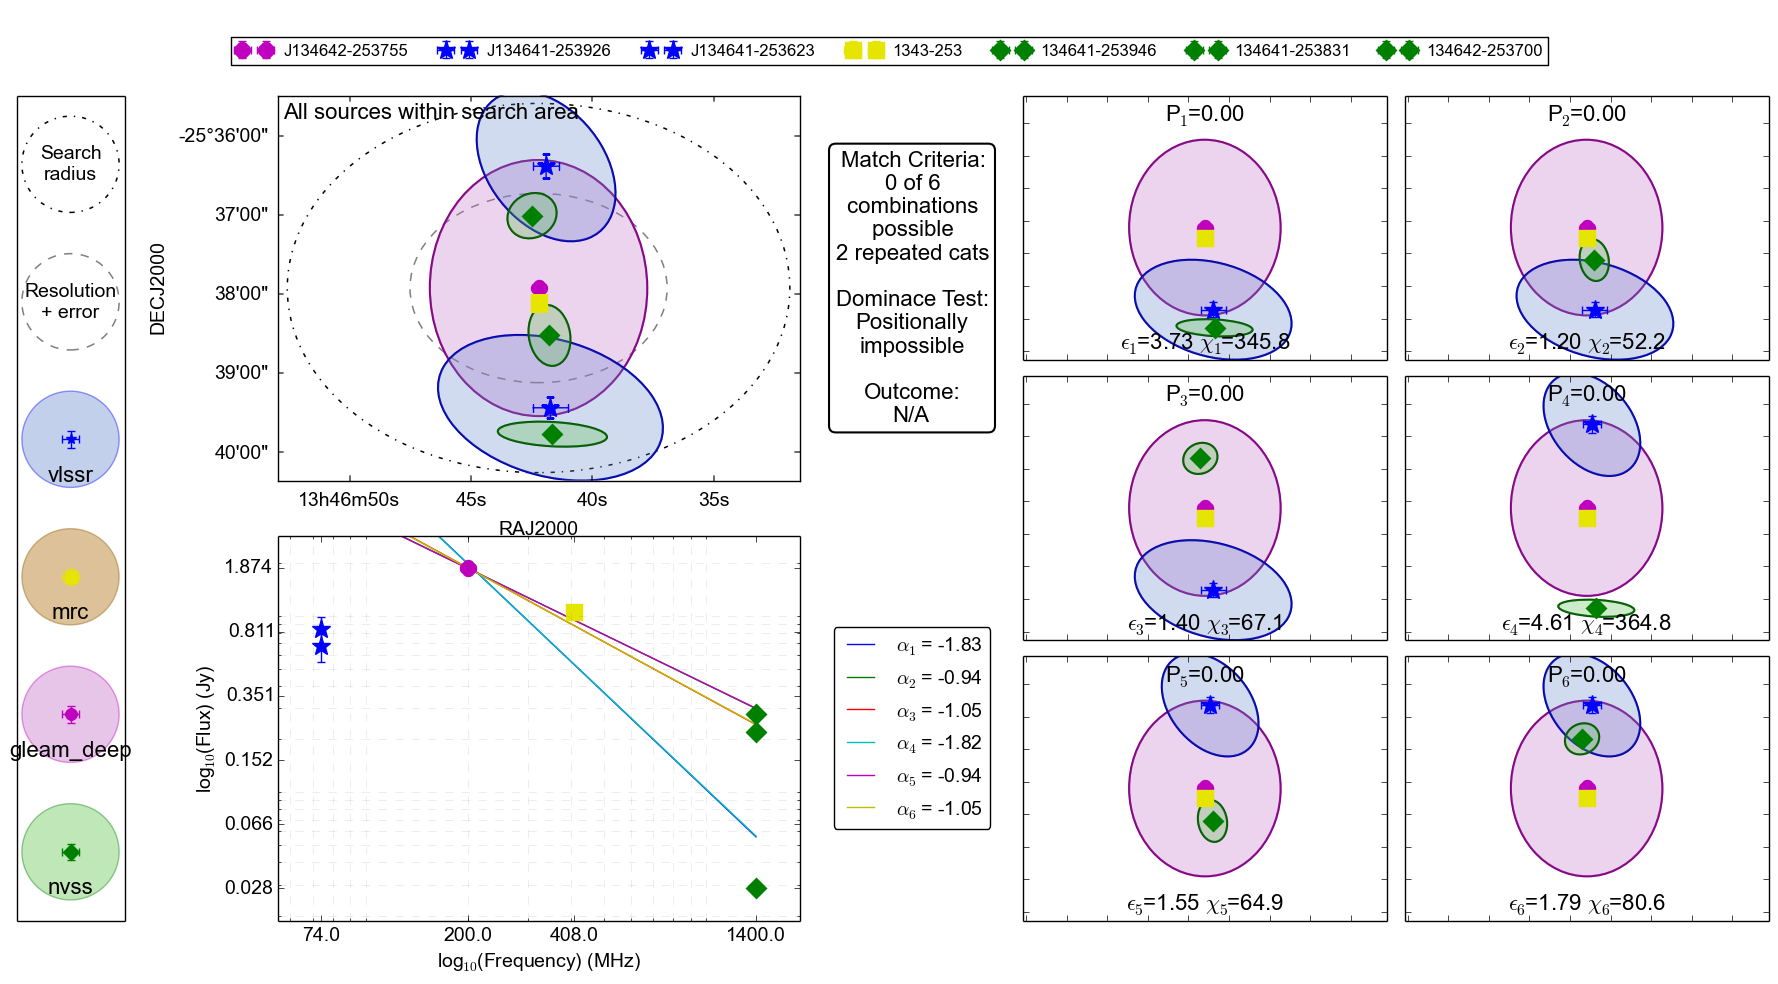 J134642-253755 J134641-253926 J134641-253623 1343-253 134641-253946 134641-253831 134642-253700
Search
radius
Resolution
+ error
vlssr
mrc
gleam_deep
nvss
All sources within search area
DECJ2000
-25°36'00"
37'00"
38'00"
39'00"
40'00"
13h46m50s 45s 40s 35s
RAJ2000
log10(Flux) (Jy)
1.874
0.811
0.351
0.152
0.066
0.028
74.0 200.0 408.0 1400.0
log10(Frequency) (MHz)
Match Criteria:
0 of 6
combinations
possible
2 repeated cats
Dominace Test:
Positionally
impossible
Outcome:
N/A
α1 = -1.83
α2 = -0.94
α3 = -1.05
α4 = -1.82
α5 = -0.94
α6 = -1.05
P1=0.00
ϵ1=3.73 χ1=345.8
P2=0.00
ϵ2=1.20 χ2=52.2
P3=0.00
ϵ3=1.40 χ3=67.1
P4=0.00
ϵ4=4.61 χ4=364.8
P5=0.00
ϵ5=1.55 χ5=64.9
P6=0.00
ϵ6=1.79 χ6=80.6